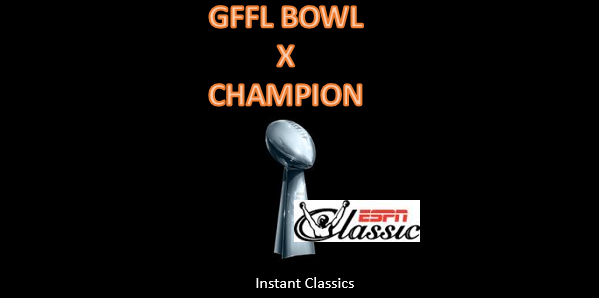 GFFL BOWL
X
CHAMPION
ESPN
Classic
Instant Classics